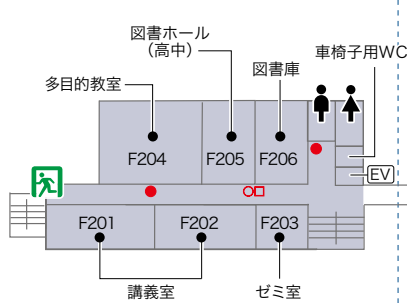 図書ホール
（高中）
車椅子用WC
図書庫
多目的教室
F204
F205
F206
EV
F201
F202
F203
講義室
ゼミ室